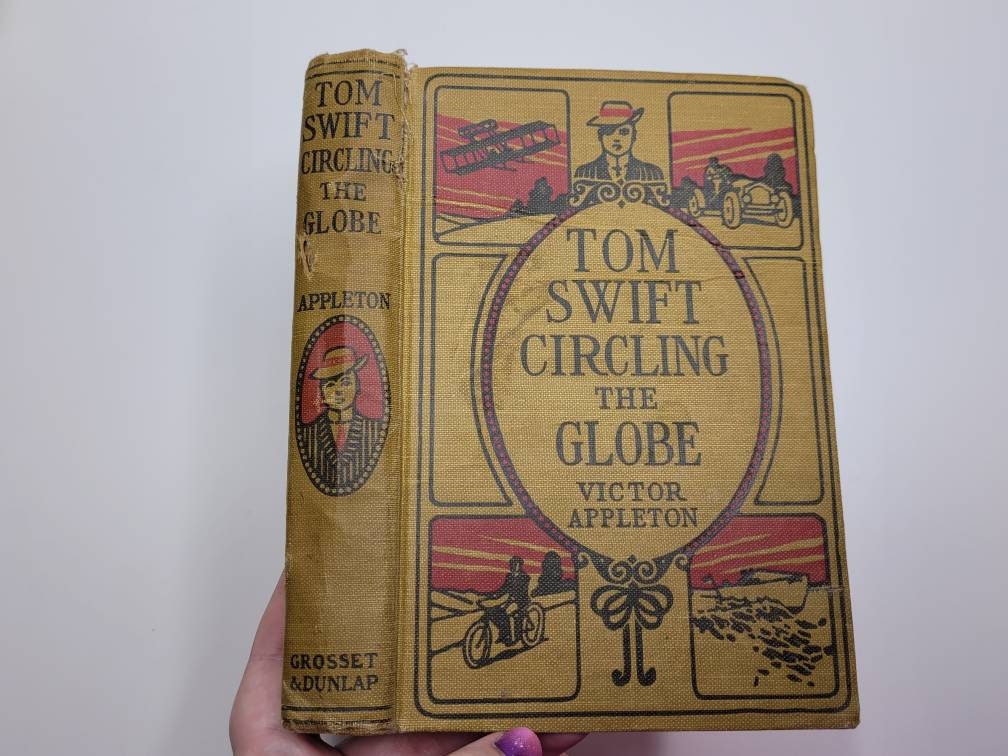 TOM
SWIFT
CIRCLING
THE
GLOBE
APPLETON
GROSSET
& DUNLAP
TOM
SWIFT
CIRCLING
THE
GLOBE
VICTOR
APPLETON